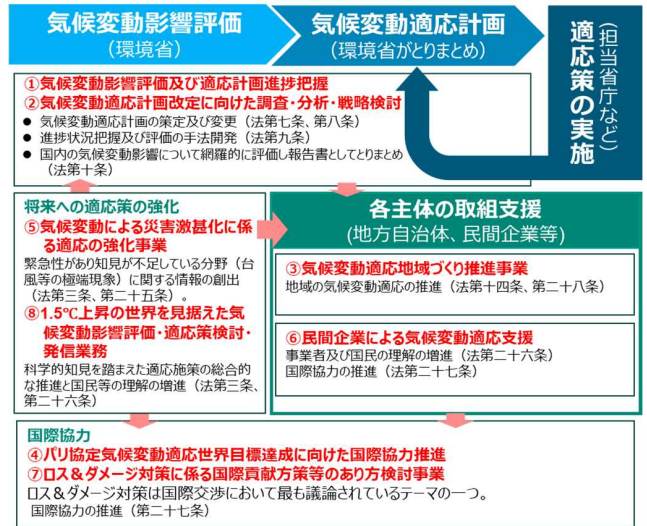 気候変動影響評価
(環境省)
気候変動適応計画
(環境省がとりまとめ)
適応策の実施
(担当省庁など)
①気候変動影響評価及び適応計画進捗把握
②気候変動適応計画改定に向けた調査・分析・戦略検討
● 気候変動適応計画の策定及び変更（法第七条、第八条）
● 進捗状況把握及び評価の手法開発（法第九条）
● 国内の気候変動影響について網羅的に評価し報告書としてとりまとめ
（法第十条）
将来への適応策の強化
⑤気候変動による災害激甚化に係
る適応の強化事業
緊急性があり知見が不足している分野（台
風等の極端現象）に関する情報の創出
（法第三条、第二十五条）。
⑧1.5℃上昇の世界を見据えた気
候変動影響評価・適応策検討・
発信業務
科学的知見を踏まえた適応施策の総合的
な推進と国民等の理解の増進（法第三条、
第二十六条）
各主体の取組支援
(地方自治体、民間企業等)
③気候変動適応地域づくり推進事業
地域の気候変動適応の推進（法第十四条、第二十八条）
⑥民間企業による気候変動適応支援
事業者及び国民の理解の増進（法第二十六条）
国際協力の推進（法第二十七条）
国際協力
④パリ協定気候変動適応世界目標達成に向けた国際協力推進
⑦ロス＆ダメージ対策に係る国際貢献方策等のあり方検討事業
ロス＆ダメージ対策は国際交渉において最も議論されているテーマの一つ。
国際協力の推進（第二十七条）